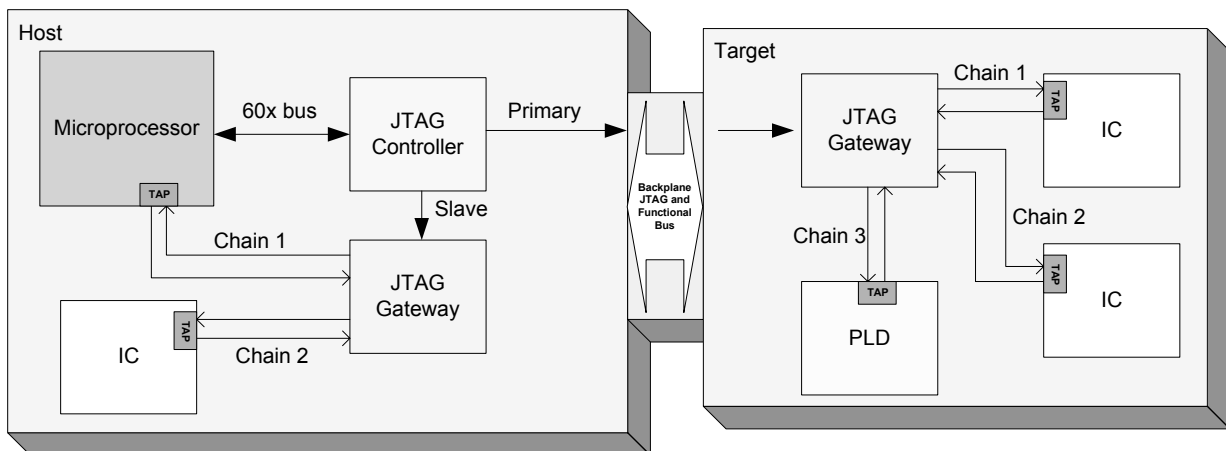 Host
Microprocessor
TAP
60x bus
JTAG
Controller
Primary
Slave
Chain 1
JTAG
Gateway
IC
TAP
Chain 2
Backplane
JTAG and
Functional
Bus
Target
JTAG
Gateway
Chain 1
TAP
IC
Chain 2
TAP
IC
Chain 3
TAP
PLD